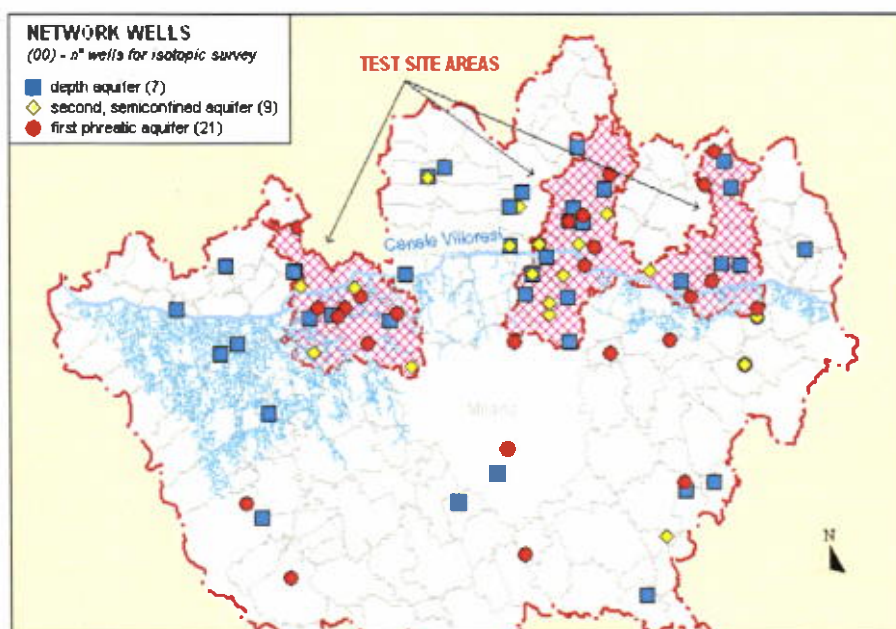 NETWORK WELLS
(00) - n° wells for isotopic survey
depth aquifer (7)
second, semiconfined aquifer (9)
first phreatic aquifer (21)
TEST SITE AREAS
Canale Villoresi
Milano
N